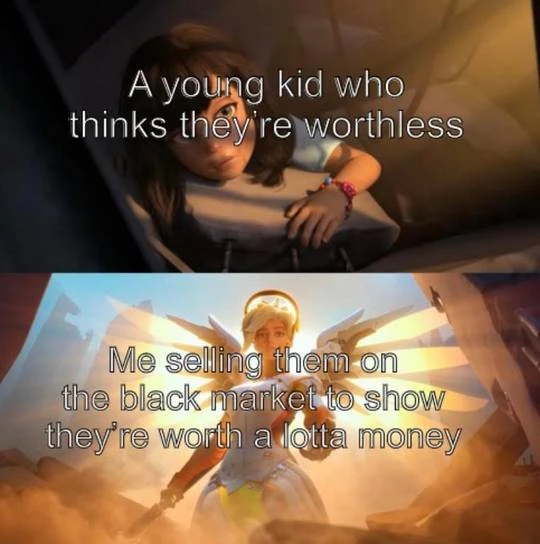 A young kid who
thinks they're worthless
Me selling them on
the black market to show
they're worth a lotta money